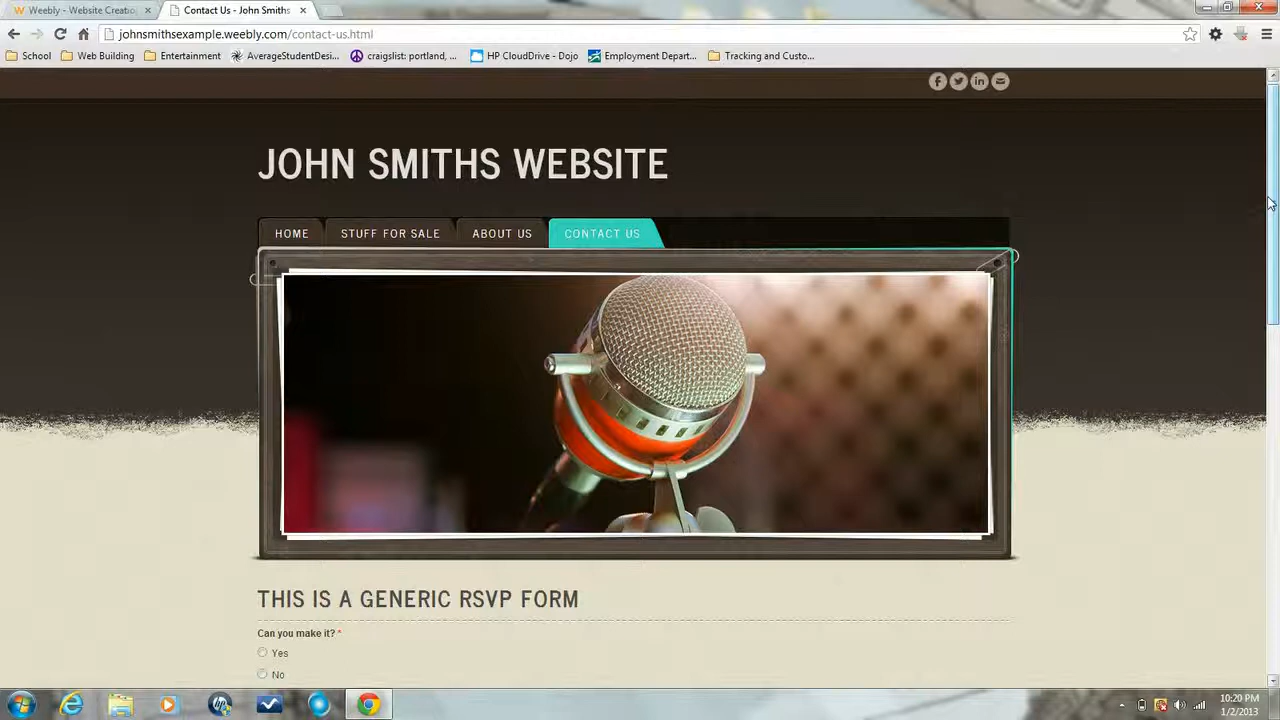 Weebly - Website Creatio
Contact Us - John Smiths
johnsmithsexample.weebly.com/contact-us.html
School
Web Building
Entertainment
AverageStudentDesi...
craigslist: portland, ...
HP CloudDrive - Dojo
Employment Depart...
Tracking and Custo...
JOHN SMITHS WEBSITE
HOME
STUFF FOR SALE
ABOUT US
CONTACT US
THIS IS A GENERIC RSVP FORM
Can you make it? *
Yes
No
10:20 PM
1/2/2013